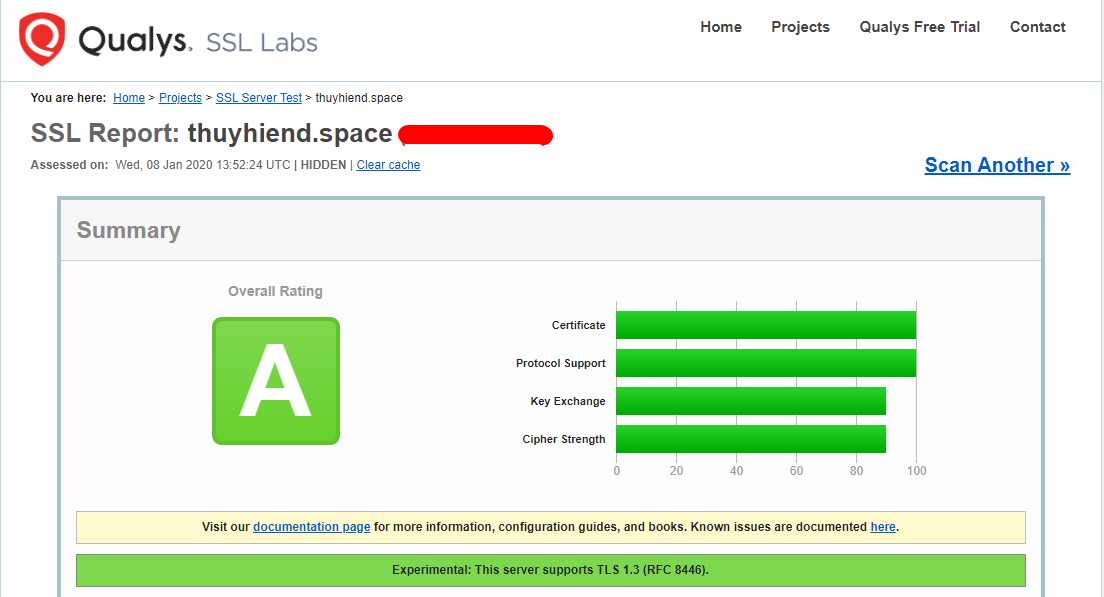 Qualys. SSL Labs
Home Projects Qualys Free Trial Contact
You are here: Home > Projects > SSL Server Test > thuyhiend.space
SSL Report: thuyhiend.space
Assessed on: Wed, 08 Jan 2020 13:52:24 UTC | HIDDEN | Clear cache
Scan Another »
Summary
Overall Rating
A
Certificate
Protocol Support
Key Exchange
Cipher Strength
0 20 40 60 80 100
Visit our documentation page for more information, configuration guides, and books. Known issues are documented here.
Experimental: This server supports TLS 1.3 (RFC 8446).